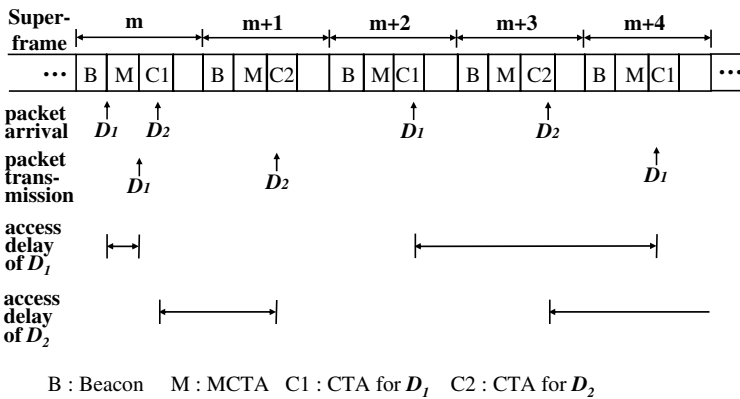 Super-
frame
m m+1 m+2 m+3 m+4
••• B M C1 B M C2 B M C1 B M C2 B M C1 •••
packet
arrival
D1 D2 D1 D2
packet
trans-
mission
D1 D2 D1
access
delay
of D1
access
delay
of D2
B : Beacon M : MCTA C1 : CTA for D1 C2 : CTA for D2